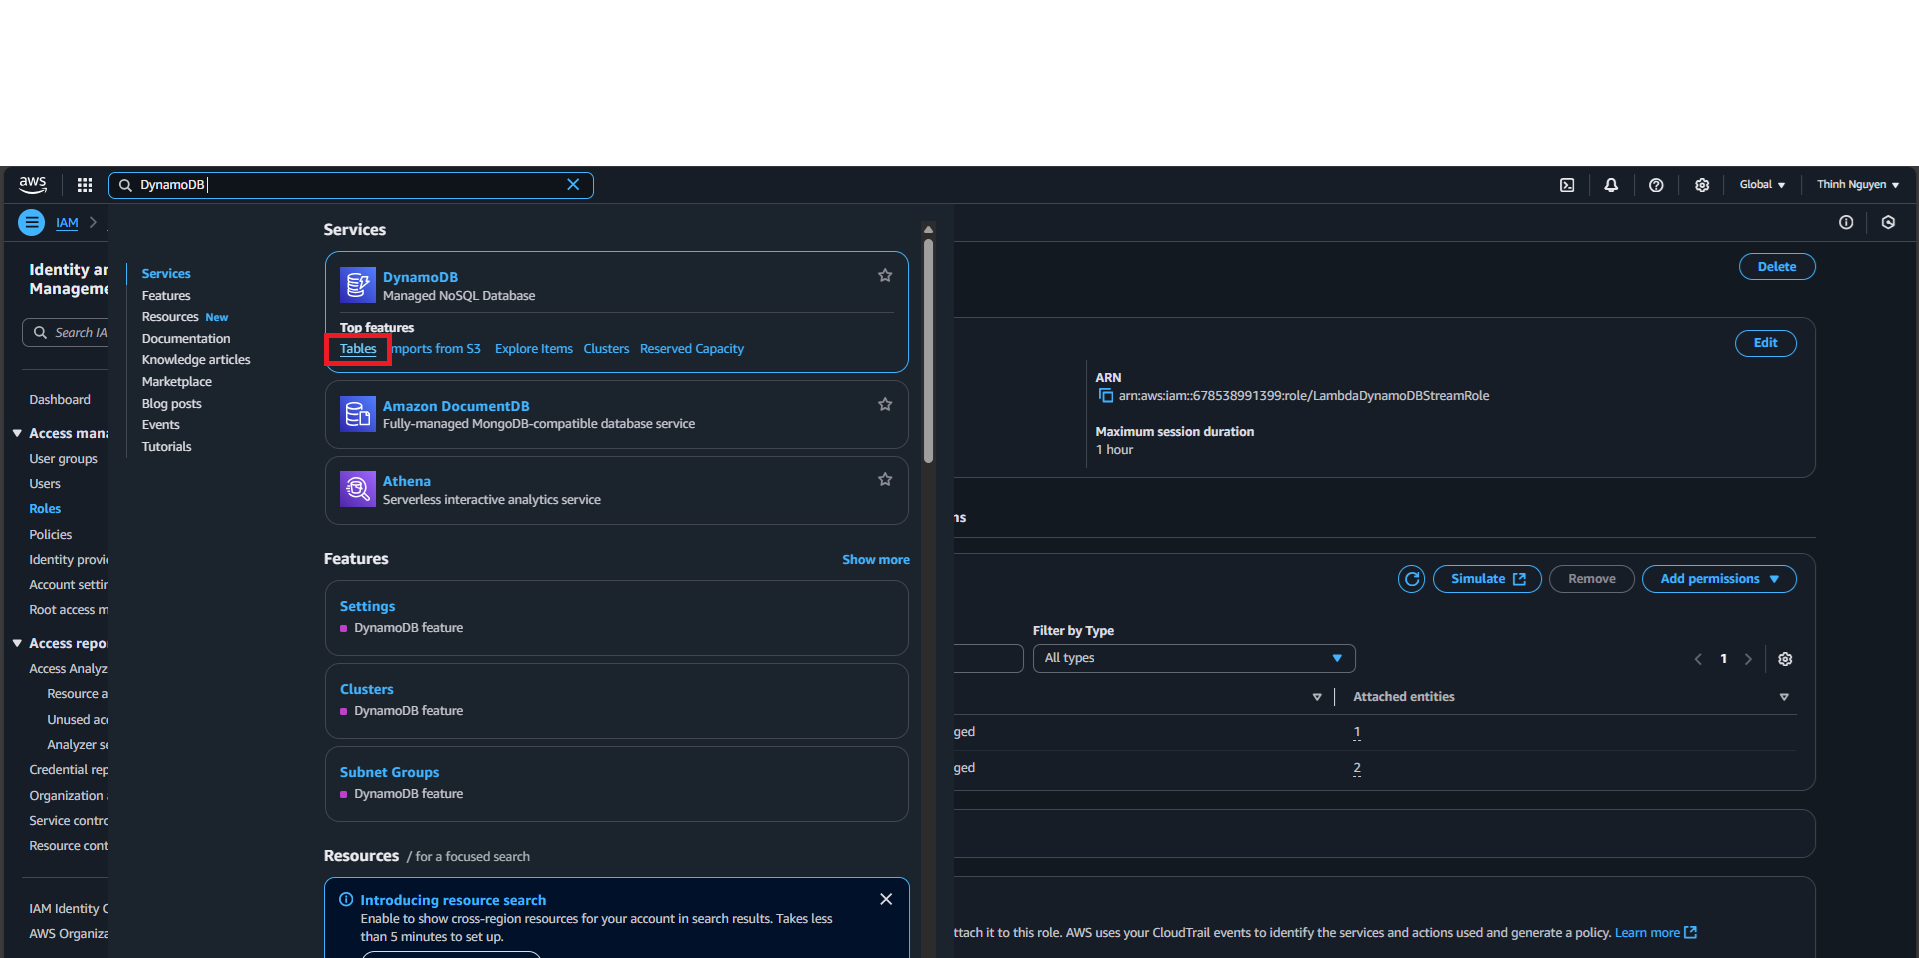 aws
DynamoDB
Global
Thinh Nguyen
IAM
Identity ar
Manageme
Search IA
Dashboard
Access mana
User groups
Users
Roles
Policies
Identity provi
Account settin
Root access m
Access repo
Access Analyz
Resource a
Unused acc
Analyzer se
Credential rep
Organization a
Service contro
Resource cont
IAM Identity C
AWS Organiza
Services
Features
Resources New
Documentation
Knowledge articles
Marketplace
Blog posts
Events
Tutorials
Services
DynamoDB
Managed NoSQL Database
Top features
Tables mports from S3 Explore Items Clusters Reserved Capacity
Amazon DocumentDB
Fully-managed MongoDB-compatible database service
Athena
Serverless interactive analytics service
Features Show more
Settings
DynamoDB feature
Clusters
DynamoDB feature
Subnet Groups
DynamoDB feature
Resources / for a focused search
Introducing resource search
Enable to show cross-region resources for your account in search results. Takes less
than 5 minutes to set up.
Delete
Edit
ARN
arn:aws:iam::678538991399:role/LambdaDynamoDBStreamRole
Maximum session duration
1 hour
ns
Simulate Remove Add permissions
Filter by Type
All types
1
Attached entities
ged 1
ged 2
ttach it to this role. AWS uses your CloudTrail events to identify the services and actions used and generate a policy. Learn more